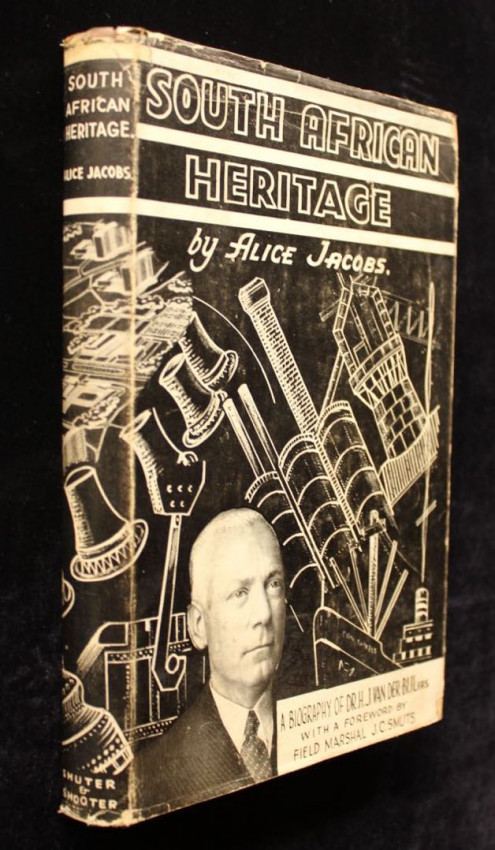 SOUTH
AFRICAN
HERITAGE.
ALICE JACOBS.
SHUTER
&
SHOOTER
SOUTH AFRICAN
HERITAGE
by ALICE JACOBS.
A BIOGRAPHY OF DR. H. J. VAN DER BIJL FRS
WITH A FOREWORD BY
FIELD MARSHAL J. C. SMUTS